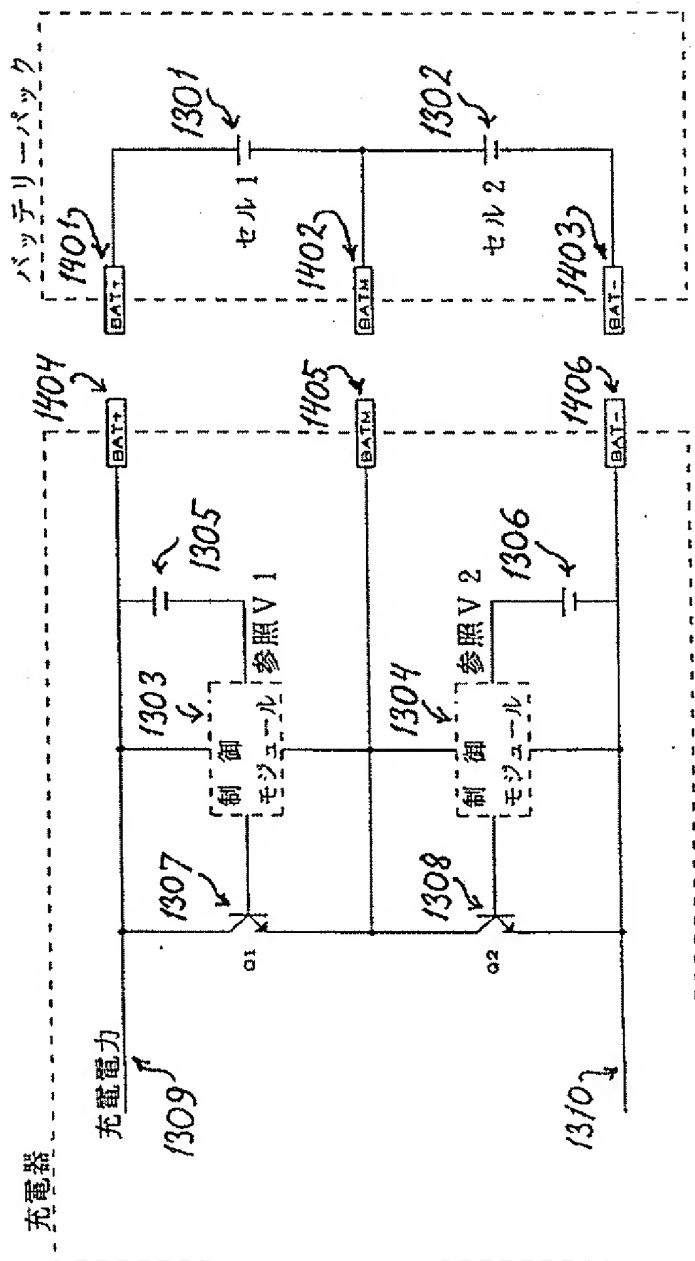 充電器
充電電力
1309
1310
1307
Q1
1308
Q2
1303
制御
モジュール
1304
制御
モジュール
1305
参照V1
1306
参照V2
1404
BAT+
1405
BATM
1406
BAT-
バッテリーパック
1401
BAT+
1402
BATM
1403
BAT-
1301
セル1
1302
セル2